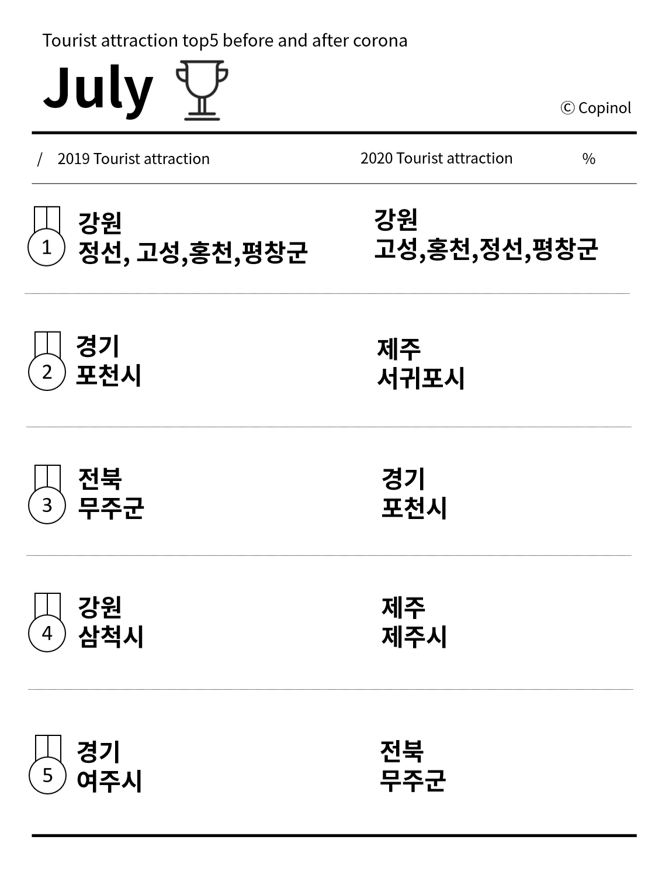 Tourist attraction top5 before and after corona
July
© Copinol
/ 2019 Tourist attraction 2020 Tourist attraction %
1
강원
정선, 고성,홍천,평창군
강원
고성,홍천,정선,평창군
2
경기
포천시
제주
서귀포시
3
전북
무주군
경기
포천시
4
강원
삼척시
제주
제주시
5
경기
여주시
전북
무주군